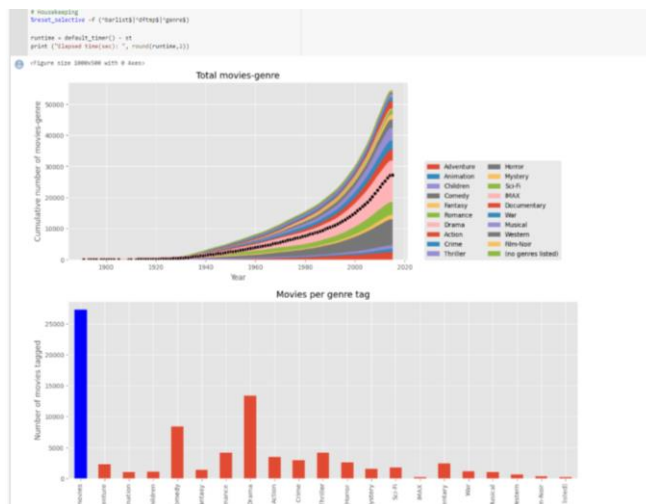 # Housekeeping
%reset_selective -f (^barlist$|^dftmp$|^genre$)
runtime = default_timer() - st
print ("Elapsed time(sec): ", round(runtime,2))
<Figure size 1000x500 with 0 Axes>
Total movies-genre
Cumulative number of movies-genre
50000
40000
30000
20000
10000
0
1900 1920 1940 1960 1980 2000 2020
Year
Adventure Horror
Animation Mystery
Children Sci-Fi
Comedy IMAX
Fantasy Documentary
Romance War
Drama Musical
Action Western
Crime Film-Noir
Thriller (no genres listed)
Movies per genre tag
Number of movies tagged
25000
20000
15000
10000
5000
0
movies